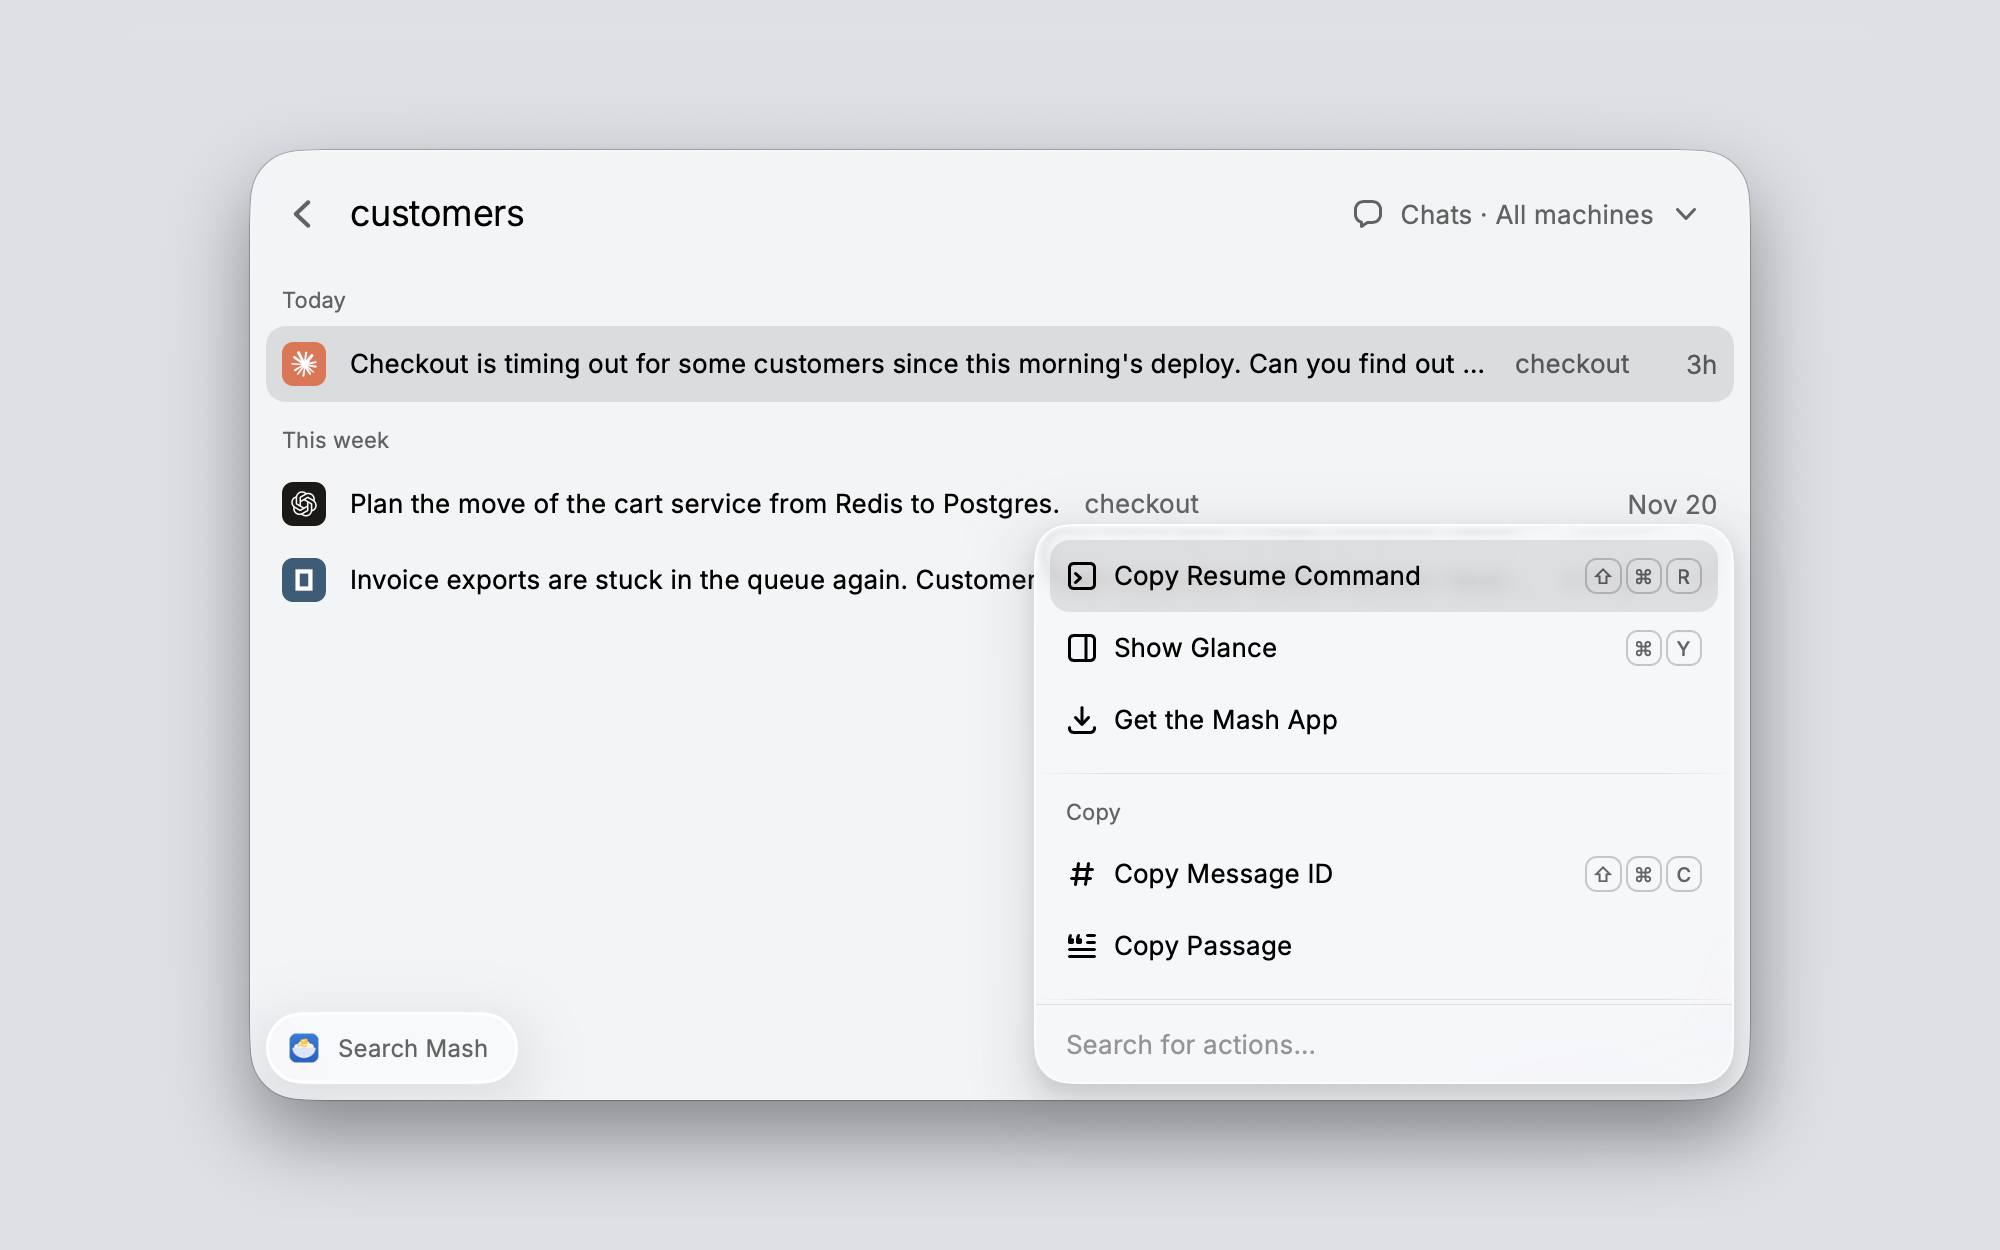 customers
Chats · All machines
Today
Checkout is timing out for some customers since this morning's deploy. Can you find out ... checkout 3h
This week
Plan the move of the cart service from Redis to Postgres. checkout Nov 20
Invoice exports are stuck in the queue again. Customer
Copy Resume Command ⇧ ⌘ R
Show Glance ⌘ Y
Get the Mash App
Copy
Copy Message ID ⇧ ⌘ C
Copy Passage
Search for actions...
Search Mash